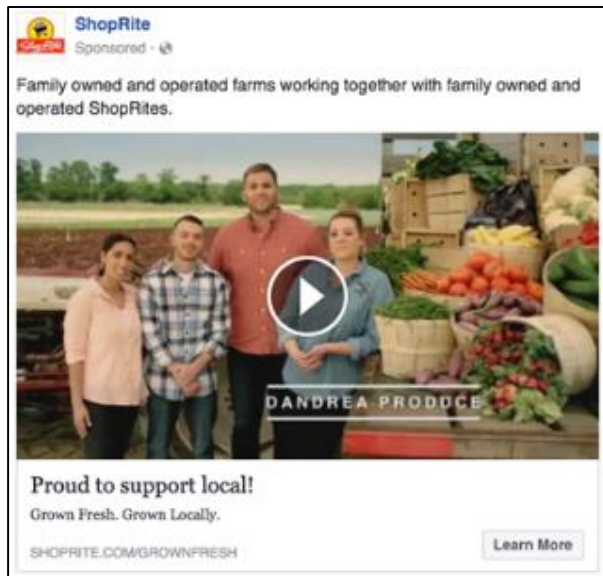 ShopRite
ShopRite
Sponsored ·
Family owned and operated farms working together with family owned and
operated ShopRites.
DANDREA PRODUCE
Proud to support local!
Grown Fresh. Grown Locally.
SHOPRITE.COM/GROWNFRESH
Learn More